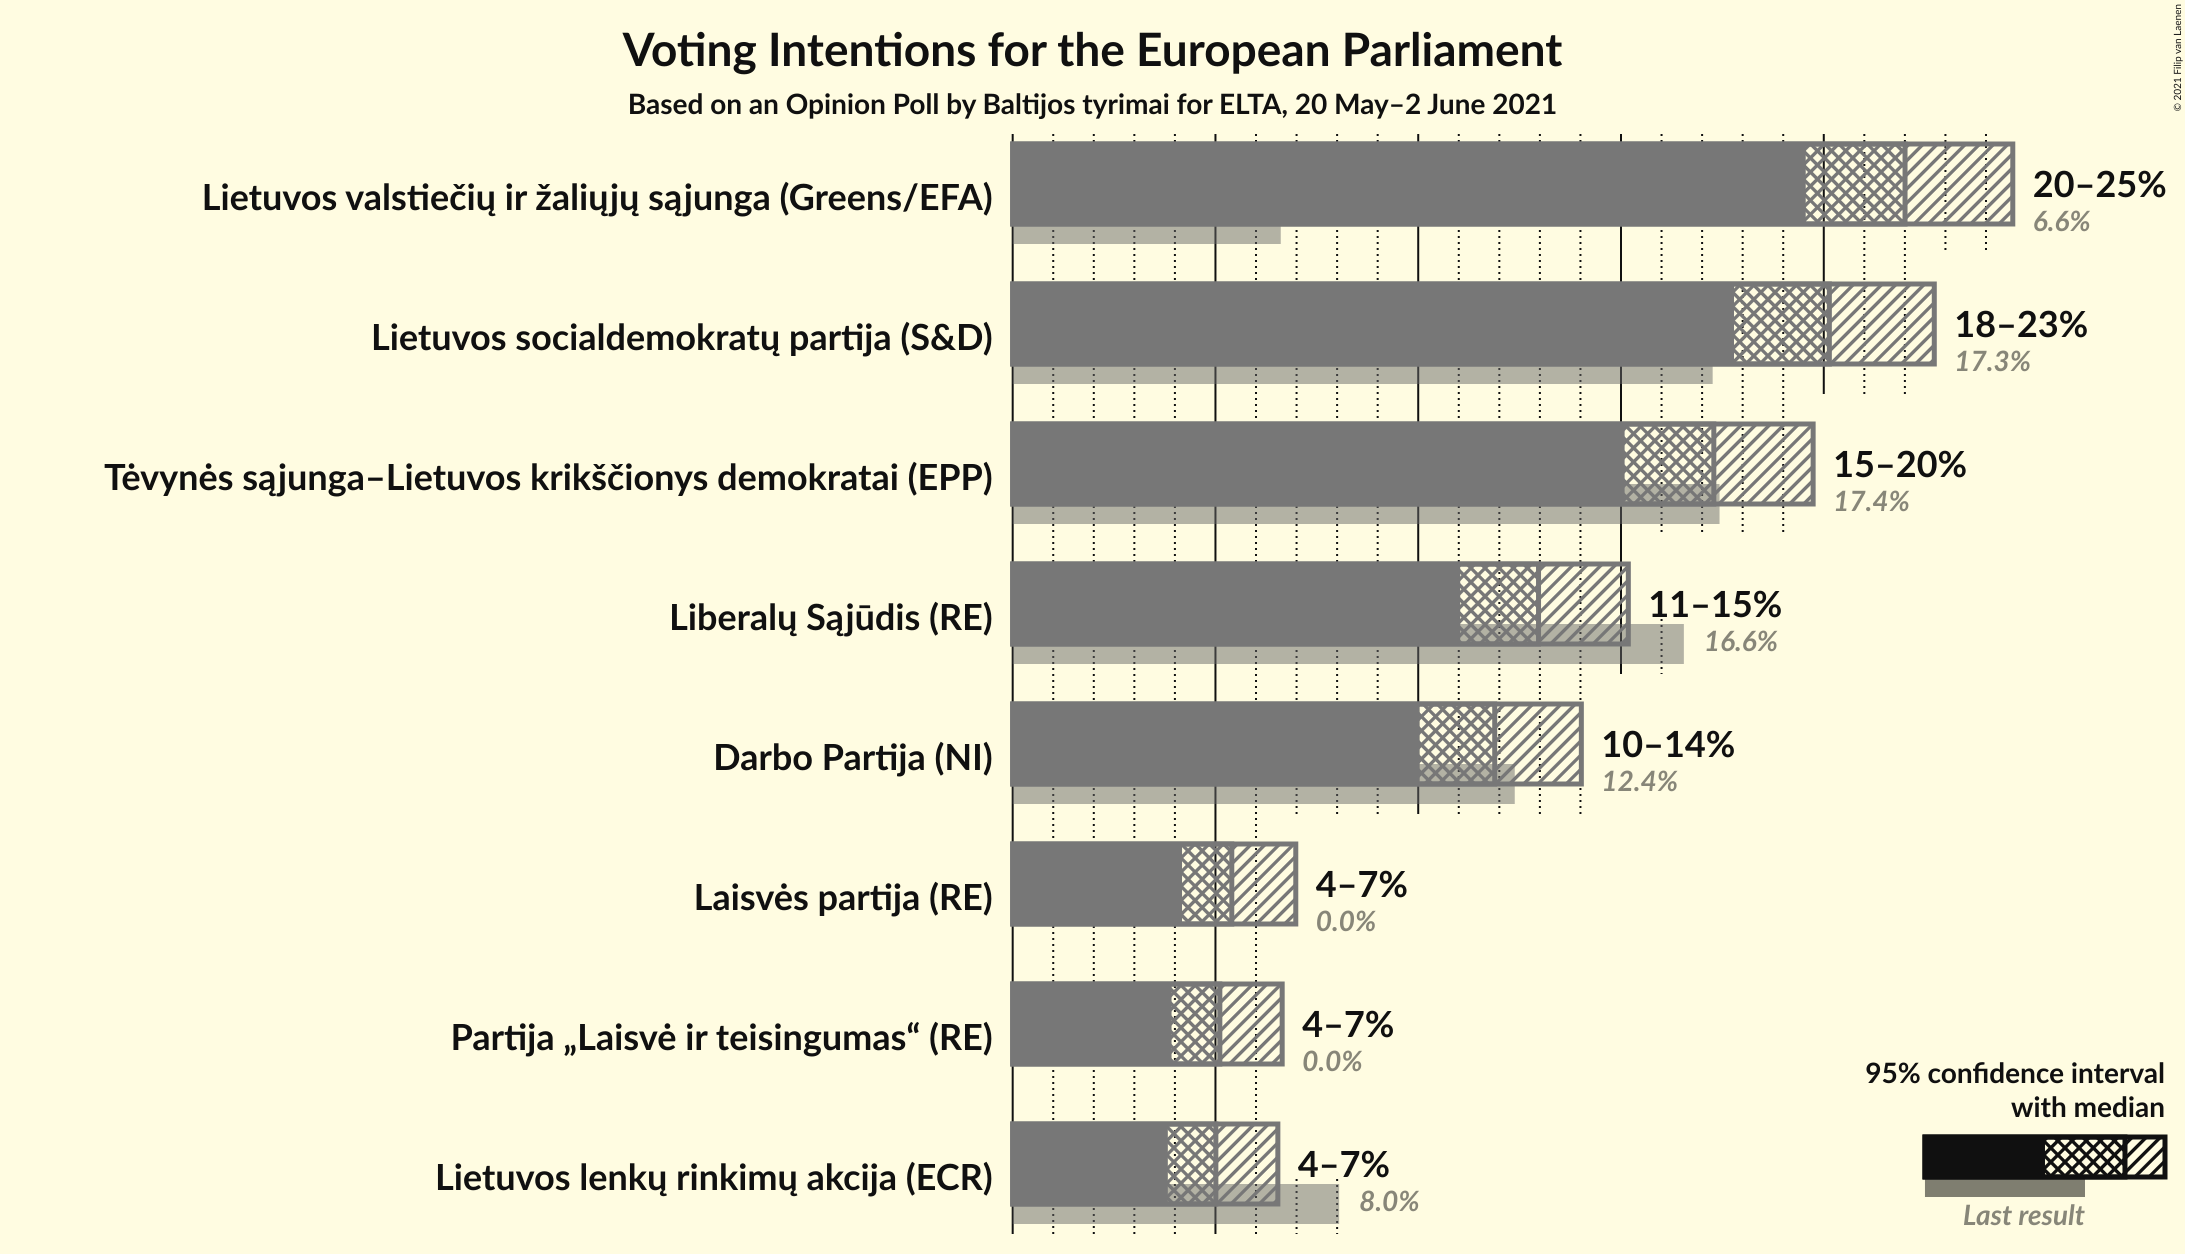 Voting Intentions for the European Parliament
Based on an Opinion Poll by Baltijos tyrimai for ELTA, 20 May–2 June 2021
© 2021 Filip van Laenen
Lietuvos valstiečių ir žaliųjų sąjunga (Greens/EFA)
20–25%
6.6%
Lietuvos socialdemokratų partija (S&D)
18–23%
17.3%
Tėvynės sąjunga–Lietuvos krikščionys demokratai (EPP)
15–20%
17.4%
Liberalų Sąjūdis (RE)
11–15%
16.6%
Darbo Partija (NI)
10–14%
12.4%
Laisvės partija (RE)
4–7%
0.0%
Partija „Laisvė ir teisingumas“ (RE)
4–7%
0.0%
Lietuvos lenkų rinkimų akcija (ECR)
4–7%
8.0%
95% confidence interval
with median
Last result